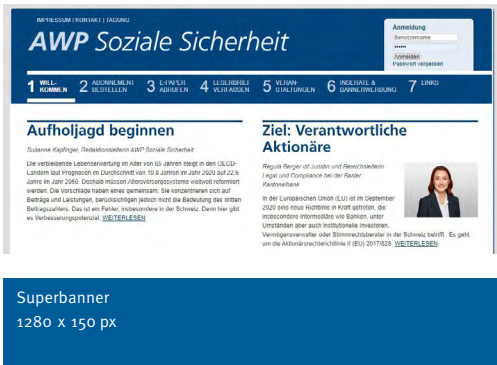 IMPRESSUM | KONTAKT | TAGUNG
AWP Soziale Sicherheit
Anmeldung
Benutzername
••••••
Anmelden
Passwort vergessen
1 WILL-
KOMMEN
2 ABONNEMENT
BESTELLEN
3 E-PAPER
ABRUFEN
4 LESERBRIEF
VERFASSEN
5 VERAN-
STALTUNGEN
6 INSERATE &
BANNERWERBUNG
7 LINKS
Aufholjagd beginnen
Susanne Kapfinger, Redaktionsleiterin AWP Soziale Sicherheit
Die verbleibende Lebenserwartung im Alter von 65 Jahren steigt in den OECD-
Ländern laut Prognosen im Durchschnitt von 19,8 Jahren im Jahr 2020 auf 22,6
Jahre im Jahr 2050. Deshalb müssen Altersvorsorgesysteme weltweit reformiert
werden. Die Vorschläge haben eines gemeinsam: Sie konzentrieren sich auf
Beiträge und Leistungen, berücksichtigen jedoch nicht die Bedeutung des dritten
Beitragszahlers. Das ist ein Fehler, insbesondere in der Schweiz. Denn hier gibt
es Verbesserungspotenzial. WEITERLESEN
Ziel: Verantwortliche
Aktionäre
Regula Berger ist Juristin und Bereichsleiterin
Legal und Compliance bei der Basler
Kantonalbank
In der Europäischen Union (EU) ist im September
2020 eine neue Richtlinie in Kraft getreten, die
insbesondere Intermediäre wie Banken, unter
Umständen aber auch institutionelle Investoren,
Vermögensverwalter oder Stimmrechtsberater in der Schweiz betrifft. Es geht
um die Aktionärsrechterichtlinie II (EU) 2017/828. WEITERLESEN
Superbanner
1280 x 150 px